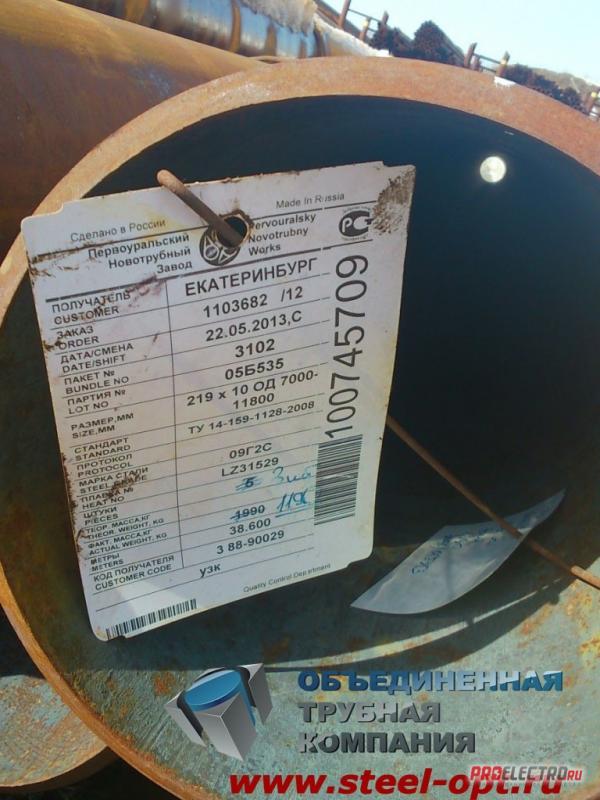 Сделано в России
Made In Russia
Первоуральский
Новотрубный
Завод
Pervouralsky
Novotrubny
Works
РС
ПОЛУЧАТЕЛЬ
CUSTOMER
ЕКАТЕРИНБУРГ
ЗАКАЗ
ORDER
1103682 /12
ДАТА/СМЕНА
DATE/SHIFT
22.05.2013,С
ПАКЕТ №
BUNDLE NO
3102
ПАРТИЯ №
LOT NO
05Б535
РАЗМЕР,ММ
SIZE,MM
219 х 10 ОД 7000-
11800
СТАНДАРТ
STANDARD
ТУ 14-159-1128-2008
ПРОТОКОЛ
PROTOCOL
МАРКА СТАЛИ
STEEL GRADE
09Г2С
ПЛАВКА №
HEAT NO
LZ31529
ШТУКИ
PIECES
ТЕОР. МАССА,КГ
THEOR. WEIGHT, KG
ФАКТ. МАССА,КГ
ACTUAL WEIGHT, KG
1990
МЕТРЫ
METERS
38.600
КОД ПОЛУЧАТЕЛЯ
CUSTOMER CODE
3 88-90029
УЗК
Quality Control Department
100745709
ОБЪЕДИНЕННАЯ
ТРУБНАЯ
КОМПАНИЯ
www.steel-opt.ru
PROELECTRO.RU